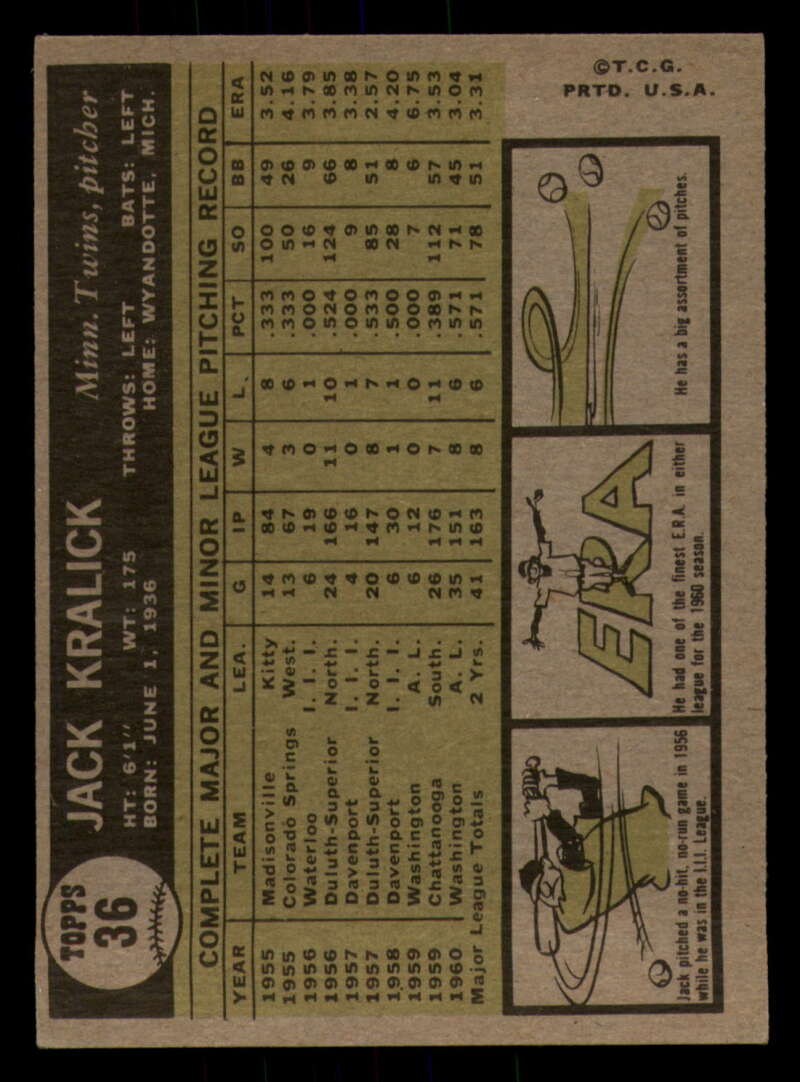 TOPPS
36
JACK KRALICK Minn. Twins, pitcher
HT: 6'1" WT: 175 THROWS: LEFT BATS: LEFT
BORN: JUNE 1, 1936 HOME: WYANDOTTE, MICH.
COMPLETE MAJOR AND MINOR LEAGUE PITCHING RECORD
YEAR TEAM LEA. G IP W L. PCT SO BB ERA
1955 Madisonville Kitty 14 84 4 8 .333 100 49 3.52
1955 Colorado Springs West. 13 67 3 6 .333 50 26 4.16
1956 Waterloo I. I. I. 6 19 0 1 .000 16 9 3.79
1956 Duluth-Superior North. 24 166 11 10 .524 124 66 3.85
1957 Davenport I. I. I. 4 16 0 1 .000 9 8 3.38
1957 Duluth-Superior North. 20 147 8 7 .533 85 51 2.57
1958 Davenport I. I. I. 6 30 1 1 .500 28 8 4.20
1959 Washington A. L. 6 12 0 0 .000 7 6 6.75
1959 Chattanooga South. 26 176 7 11 .389 112 57 3.53
1960 Washington A. L. 35 151 8 6 .571 71 45 3.04
Major League Totals 2 Yrs. 41 163 8 6 .571 78 51 3.31
Jack pitched a no-hit, no-run game in 1956
while he was in the I.I.I. League.
ERA
He had one of the finest E.R.A. in either
league for the 1960 season.
He has a big assortment of pitches.
©T.C.G.
PRTD. U.S.A.